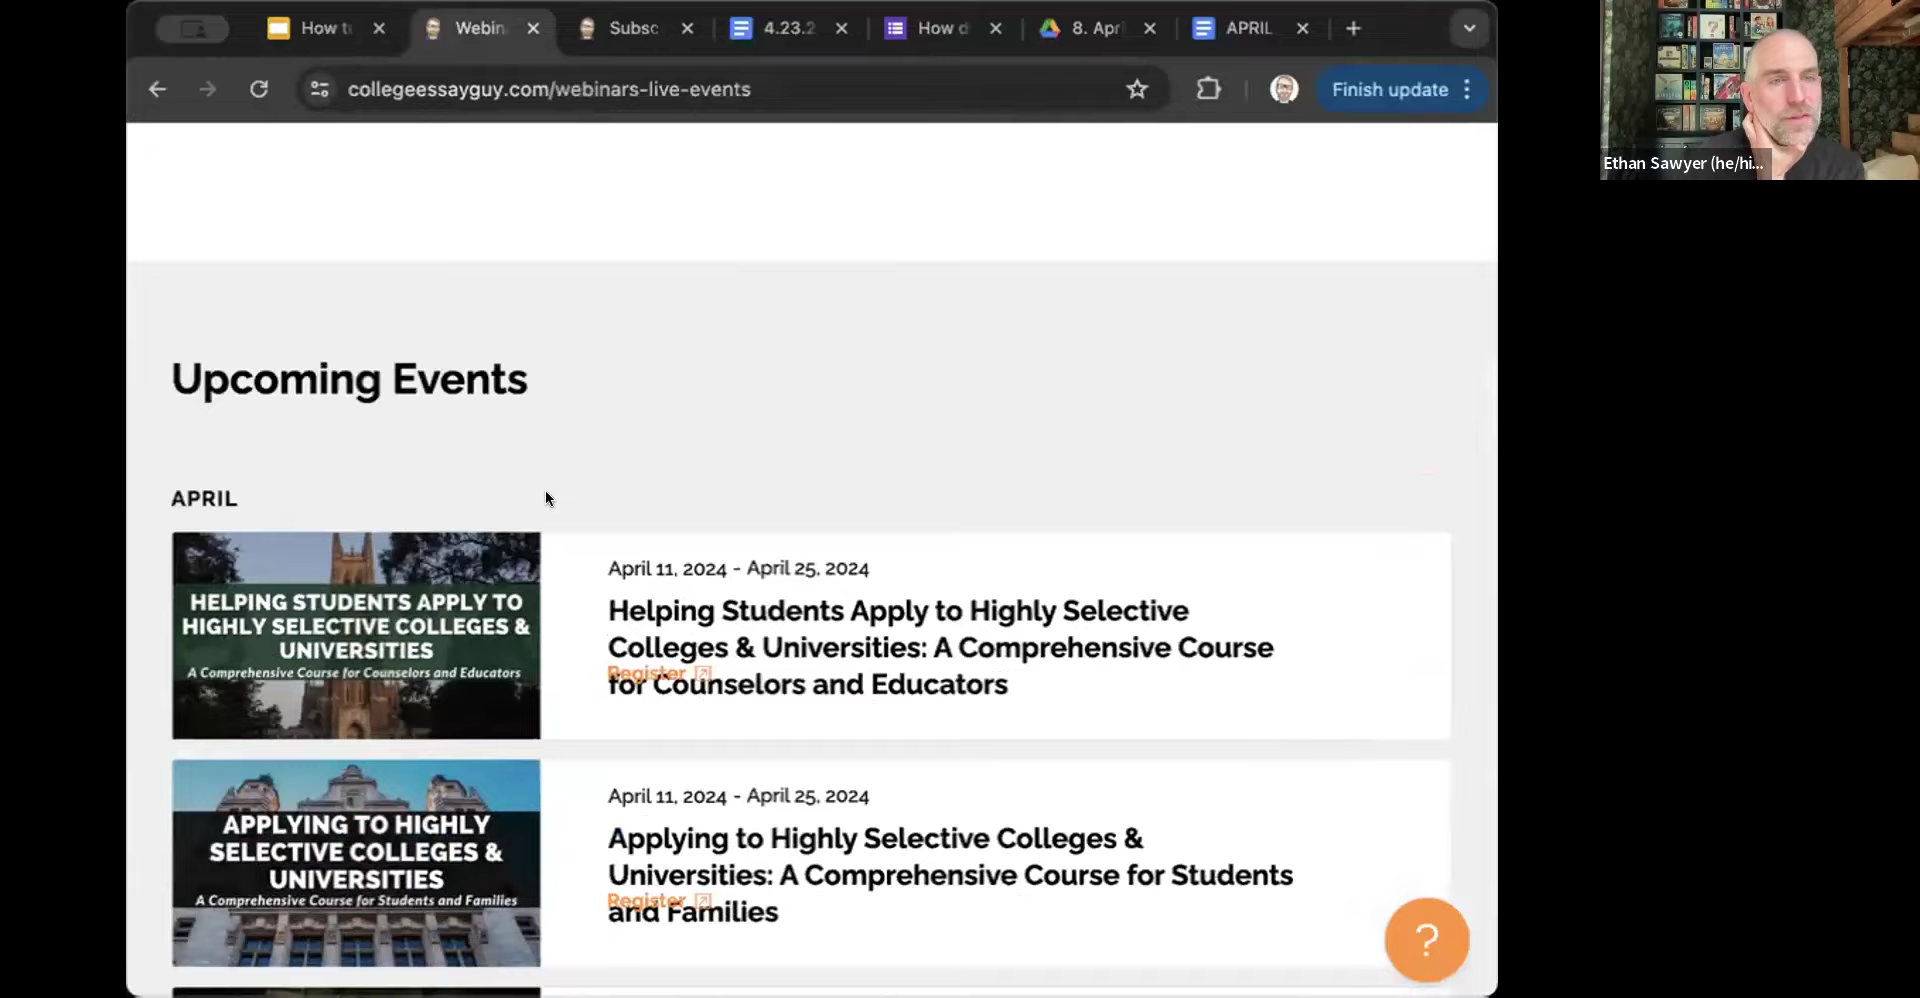 How t
Webin
Subsc
4.23.2
How d
8. Apr
APRIL
collegeessayguy.com/webinars-live-events
Finish update
Ethan Sawyer (he/hi...
Upcoming Events
APRIL
HELPING STUDENTS APPLY TO
HIGHLY SELECTIVE COLLEGES &
UNIVERSITIES
A Comprehensive Course for Counselors and Educators
April 11, 2024 - April 25, 2024
Helping Students Apply to Highly Selective
Colleges & Universities: A Comprehensive Course
Register
for Counselors and Educators
APPLYING TO HIGHLY
SELECTIVE COLLEGES &
UNIVERSITIES
A Comprehensive Course for Students and Families
April 11, 2024 - April 25, 2024
Applying to Highly Selective Colleges &
Universities: A Comprehensive Course for Students
Register
and Families
?